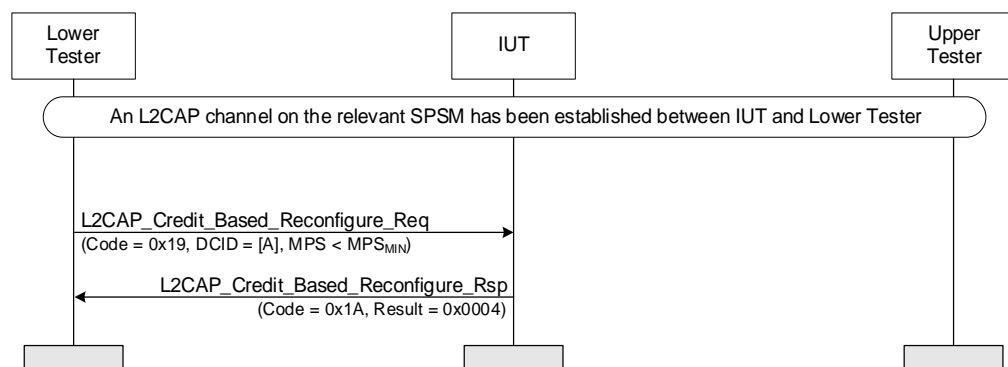 Lower
Tester
IUT
Upper
Tester
An L2CAP channel on the relevant SPSM has been established between IUT and Lower Tester
L2CAP_Credit_Based_Reconfigure_Req
(Code = 0x19, DCID = [A], MPS < MPSMIN)
L2CAP_Credit_Based_Reconfigure_Rsp
(Code = 0x1A, Result = 0x0004)